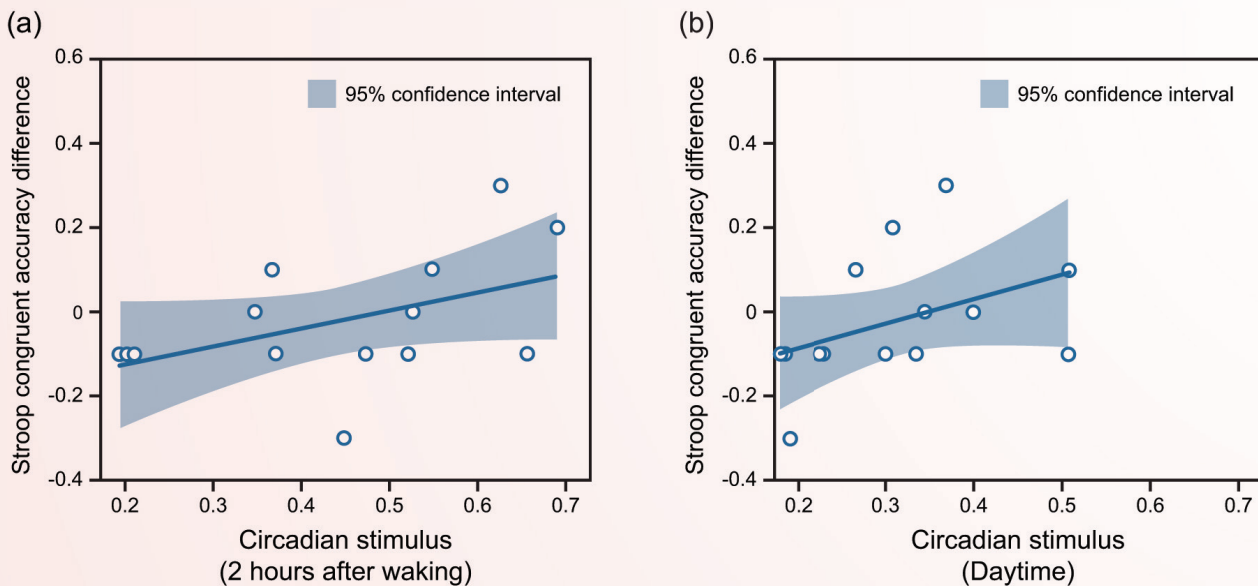 (a)
Stroop congruent accuracy difference
0.6
0.4
0.2
0
-0.2
-0.4
95% confidence interval
0.2 0.3 0.4 0.5 0.6 0.7
Circadian stimulus
(2 hours after waking)
(b)
Stroop congruent accuracy difference
0.6
0.4
0.2
0
-0.2
-0.4
95% confidence interval
0.2 0.3 0.4 0.5 0.6 0.7
Circadian stimulus
(Daytime)